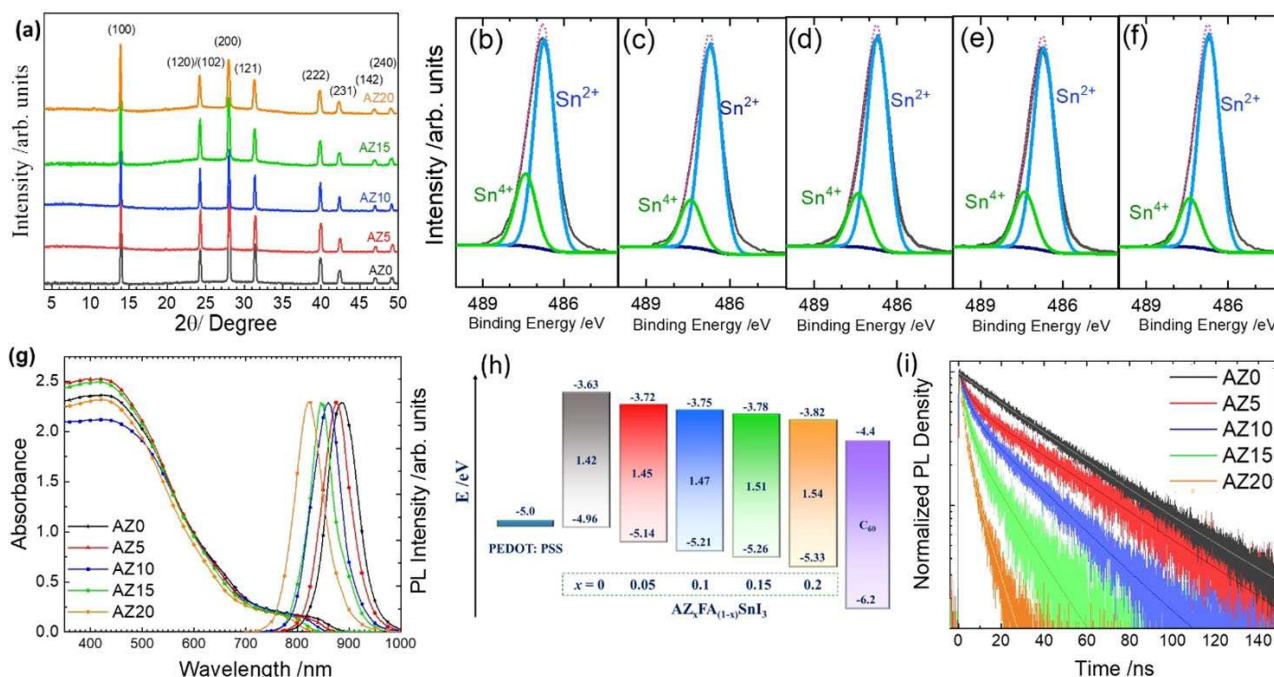 (a)
(100)
(200)
(120)/(102)
(121)
(222)
(231)
(240)
(142)
AZ20
AZ15
AZ10
AZ5
AZ0
Intensity /arb. units
5 10 15 20 25 30 35 40 45 50
2θ/ Degree
(b)
Sn2+
Sn4+
Intensity/arb. units
489 486
Binding Energy /eV
(c)
Sn2+
Sn4+
489 486
Binding Energy /eV
(d)
Sn2+
Sn4+
489 486
Binding Energy /eV
(e)
Sn2+
Sn4+
489 486
Binding Energy /eV
(f)
Sn2+
Sn4+
489 486
Binding Energy /eV
(g)
2.5
2.0
1.5
1.0
0.5
0.0
Absorbance
AZ0
AZ5
AZ10
AZ15
AZ20
PL Intensity/arb. units
400 500 600 700 800 900 1000
Wavelength /nm
(h)
E /eV
-3.63 -3.72 -3.75 -3.78 -3.82 -4.4
1.42 1.45 1.47 1.51 1.54
C60
-5.0 -4.96 -5.14 -5.21 -5.26 -5.33 -6.2
PEDOT: PSS
x = 0 0.05 0.1 0.15 0.2
AZxFA(1-x)SnI3
(i)
AZ0
AZ5
AZ10
AZ15
AZ20
Normalized PL Density
0 20 40 60 80 100 120 140
Time /ns